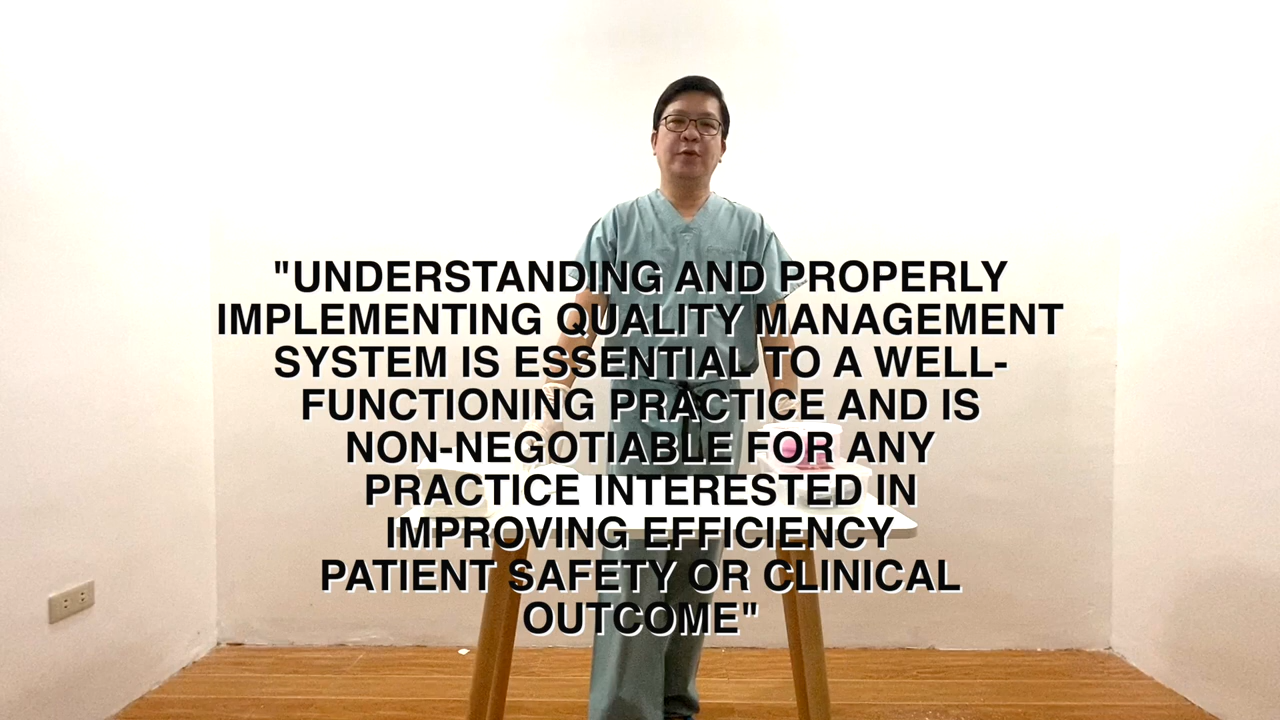 "UNDERSTANDING AND PROPERLY
IMPLEMENTING QUALITY MANAGEMENT
SYSTEM IS ESSENTIAL TO A WELL-
FUNCTIONING PRACTICE AND IS
NON-NEGOTIABLE FOR ANY
PRACTICE INTERESTED IN
IMPROVING EFFICIENCY
PATIENT SAFETY OR CLINICAL
OUTCOME"